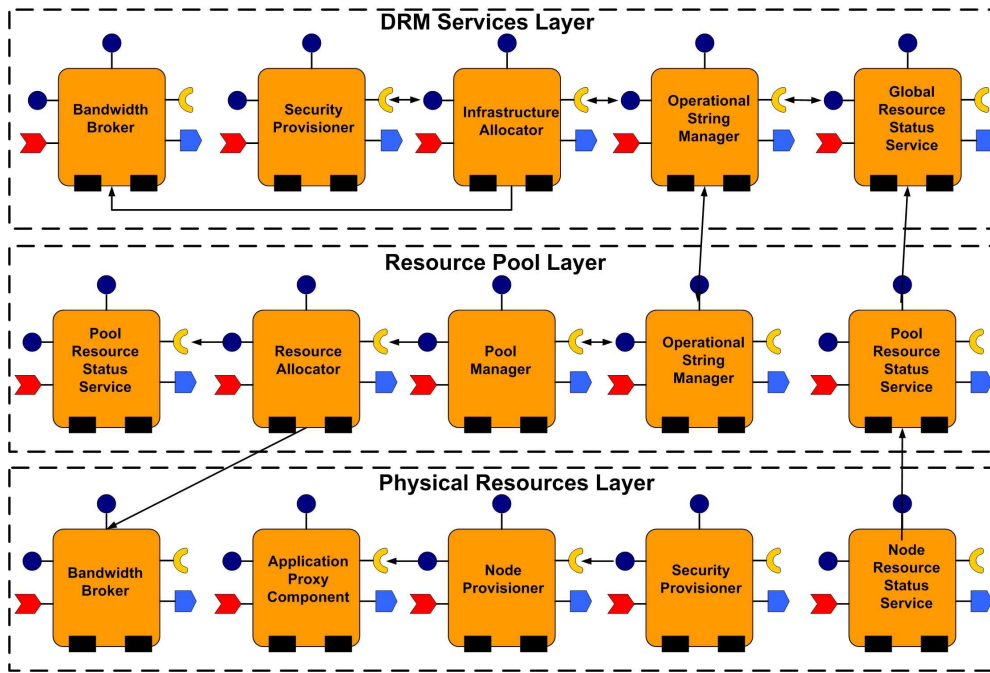 DRM Services Layer
Bandwidth
Broker
Security
Provisioner
Infrastructure
Allocator
Operational
String
Manager
Global
Resource
Status
Service
Resource Pool Layer
Pool
Resource
Status
Service
Resource
Allocator
Pool
Manager
Operational
String
Manager
Pool
Resource
Status
Service
Physical Resources Layer
Bandwidth
Broker
Application
Proxy
Component
Node
Provisioner
Security
Provisioner
Node
Resource
Status
Service